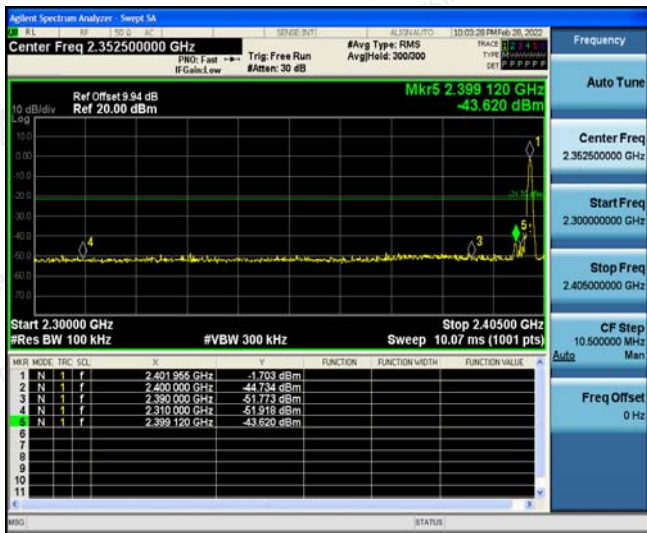 Agilent Spectrum Analyzer - Swept SA
RL RF 50 Ω AC SENSE:INT ALIGN AUTO 10:03:28 PM Feb 28, 2022
Center Freq 2.352500000 GHz
PNO: Fast
IFGain:Low
Trig: Free Run
#Atten: 30 dB
#Avg Type: RMS
Avg|Hold: 300/300
TRACE 1 2 3 4 5 6
TYPE
DET P P P P P P
Ref Offset 9.94 dB
Ref 20.00 dBm
10 dB/div
Log
Mkr5 2.399 120 GHz
-43.620 dBm
10.0
0.00
-10.0
-20.0
-30.0
-40.0
-50.0
-60.0
-70.0
1
4
3
5
Start 2.30000 GHz
#Res BW 100 kHz
#VBW 300 kHz
Stop 2.40500 GHz
Sweep 10.07 ms (1001 pts)
MKR MODE TRC SCL X Y FUNCTION FUNCTION WIDTH FUNCTION VALUE
1 N 1 f 2.401 955 GHz -1.703 dBm
2 N 1 f 2.400 000 GHz -44.734 dBm
3 N 1 f 2.390 000 GHz -51.773 dBm
4 N 1 f 2.310 000 GHz -51.918 dBm
5 N 1 f 2.399 120 GHz -43.620 dBm
6
7
8
9
10
11
MSG
STATUS
Frequency
Auto Tune
Center Freq
2.352500000 GHz
Start Freq
2.300000000 GHz
Stop Freq
2.405000000 GHz
CF Step
10.500000 MHz
Auto Man
Freq Offset
0 Hz